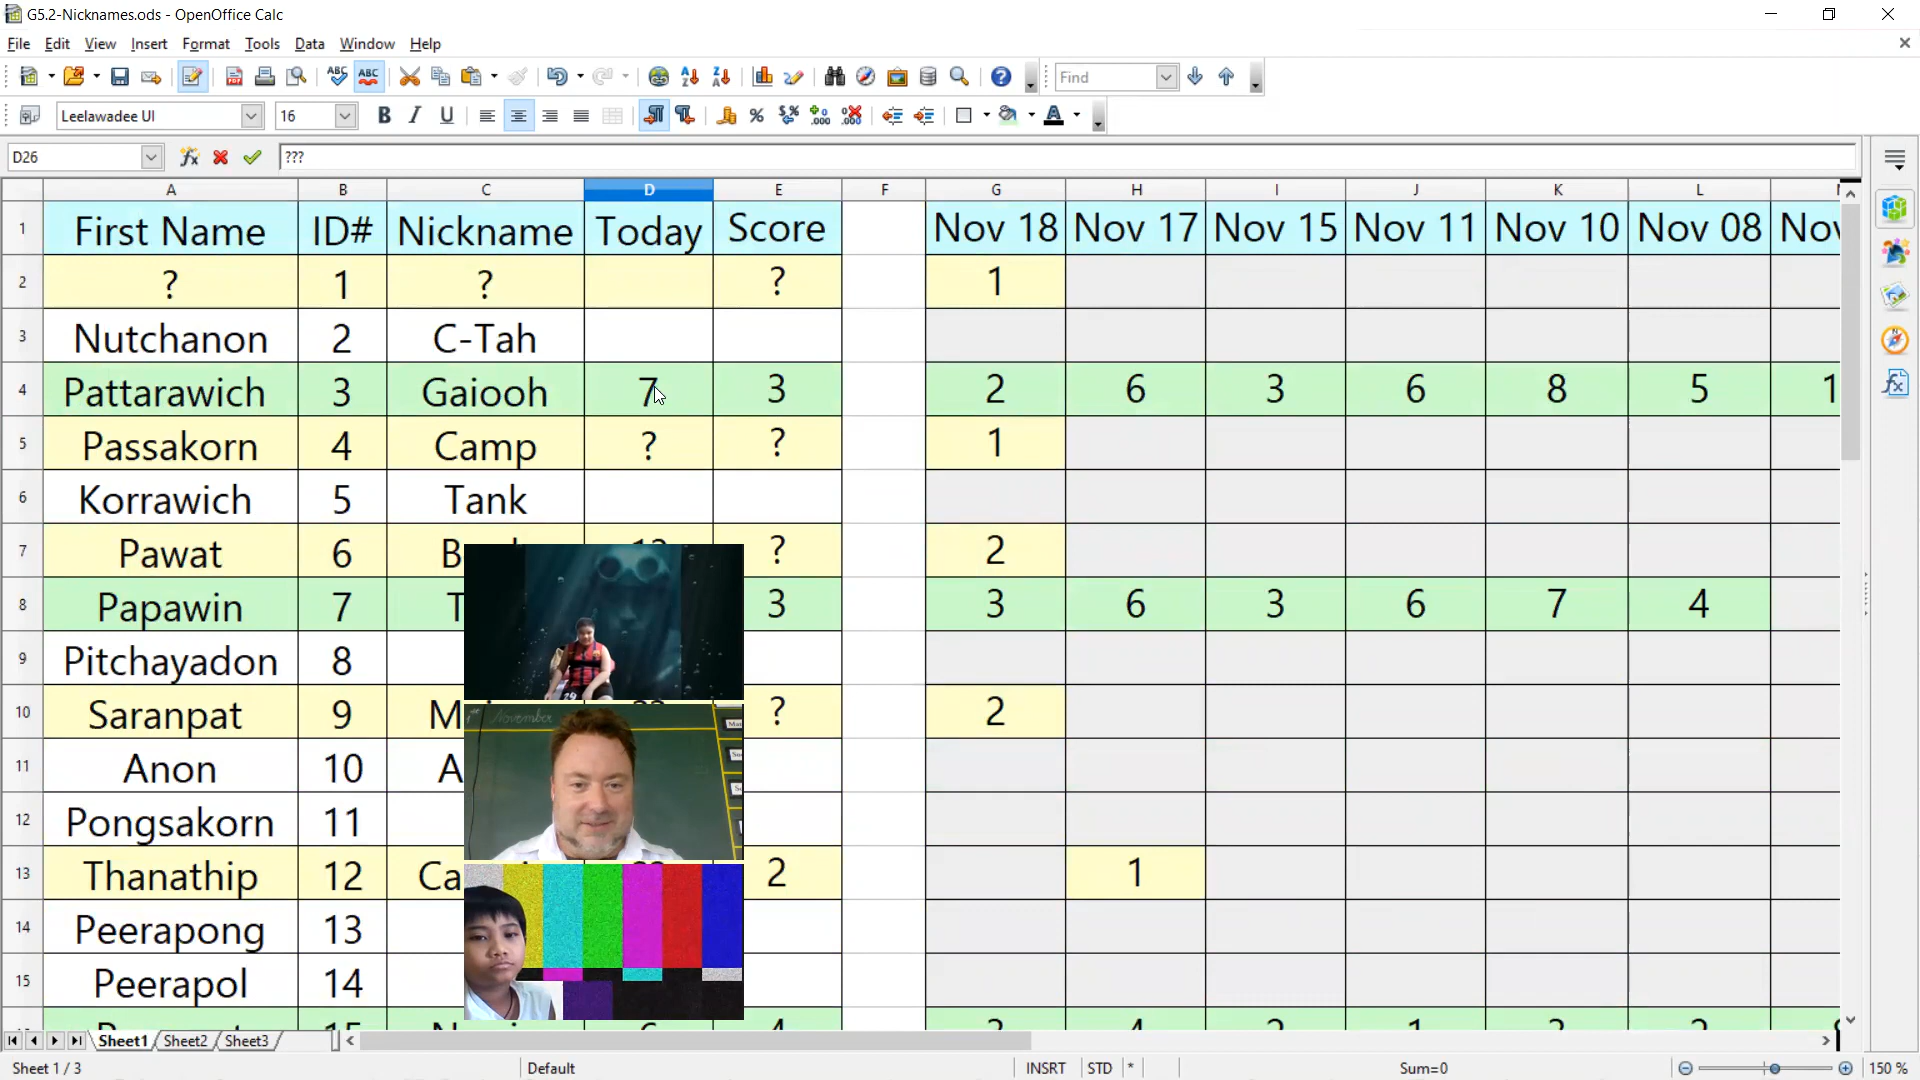 G5.2-Nicknames.ods - OpenOffice Calc
File Edit View Insert Format Tools Data Window Help
Find
Leelawadee UI 16
D26 ???
A B C D E F G H I J K L
1 First Name ID# Nickname Today Score Nov 18 Nov 17 Nov 15 Nov 11 Nov 10 Nov 08 Nov
2 ? 1 ? ? 1
3 Nutchanon 2 C-Tah
4 Pattarawich 3 Gaiooh 7 3 2 6 3 6 8 5 1
5 Passakorn 4 Camp ? ? 1
6 Korrawich 5 Tank
7 Pawat 6 B ? 2
8 Papawin 7 T 3 3 6 3 6 7 4
9 Pitchayadon 8
10 Saranpat 9 M ? 2
November
11 Anon 10 A
12 Pongsakorn 11
13 Thanathip 12 Ca 2 1
14 Peerapong 13
15 Peerapol 14
Sheet1 Sheet2 Sheet3
Sheet 1 / 3 Default INSRT STD * Sum=0 150 %